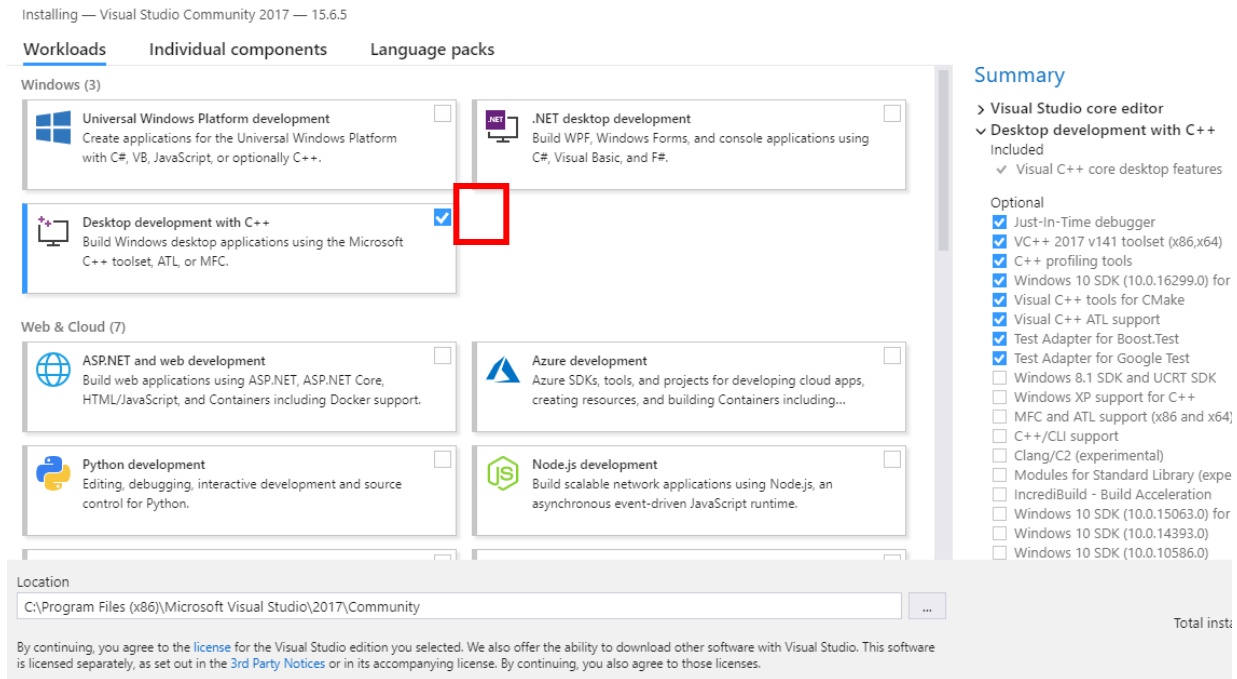 Installing — Visual Studio Community 2017 — 15.6.5
Workloads
Individual components
Language packs
Windows (3)
Universal Windows Platform development
Create applications for the Universal Windows Platform
with C#, VB, JavaScript, or optionally C++.
.NET
.NET desktop development
Build WPF, Windows Forms, and console applications using
C#, Visual Basic, and F#.
Desktop development with C++
Build Windows desktop applications using the Microsoft
C++ toolset, ATL, or MFC.
Web & Cloud (7)
ASP.NET and web development
Build web applications using ASP.NET, ASP.NET Core,
HTML/JavaScript, and Containers including Docker support.
Azure development
Azure SDKs, tools, and projects for developing cloud apps,
creating resources, and building Containers including...
Python development
Editing, debugging, interactive development and source
control for Python.
JS
Node.js development
Build scalable network applications using Node.js, an
asynchronous event-driven JavaScript runtime.
Summary
Visual Studio core editor
Desktop development with C++
Included
Visual C++ core desktop features
Optional
Just-In-Time debugger
VC++ 2017 v141 toolset (x86,x64)
C++ profiling tools
Windows 10 SDK (10.0.16299.0) for
Visual C++ tools for CMake
Visual C++ ATL support
Test Adapter for Boost.Test
Test Adapter for Google Test
Windows 8.1 SDK and UCRT SDK
Windows XP support for C++
MFC and ATL support (x86 and x64)
C++/CLI support
Clang/C2 (experimental)
Modules for Standard Library (expe
IncrediBuild - Build Acceleration
Windows 10 SDK (10.0.15063.0) for
Windows 10 SDK (10.0.14393.0)
Windows 10 SDK (10.0.10586.0)
Location
C:\Program Files (x86)\Microsoft Visual Studio\2017\Community
...
Total insta
By continuing, you agree to the license for the Visual Studio edition you selected. We also offer the ability to download other software with Visual Studio. This software
is licensed separately, as set out in the 3rd Party Notices or in its accompanying license. By continuing, you also agree to those licenses.